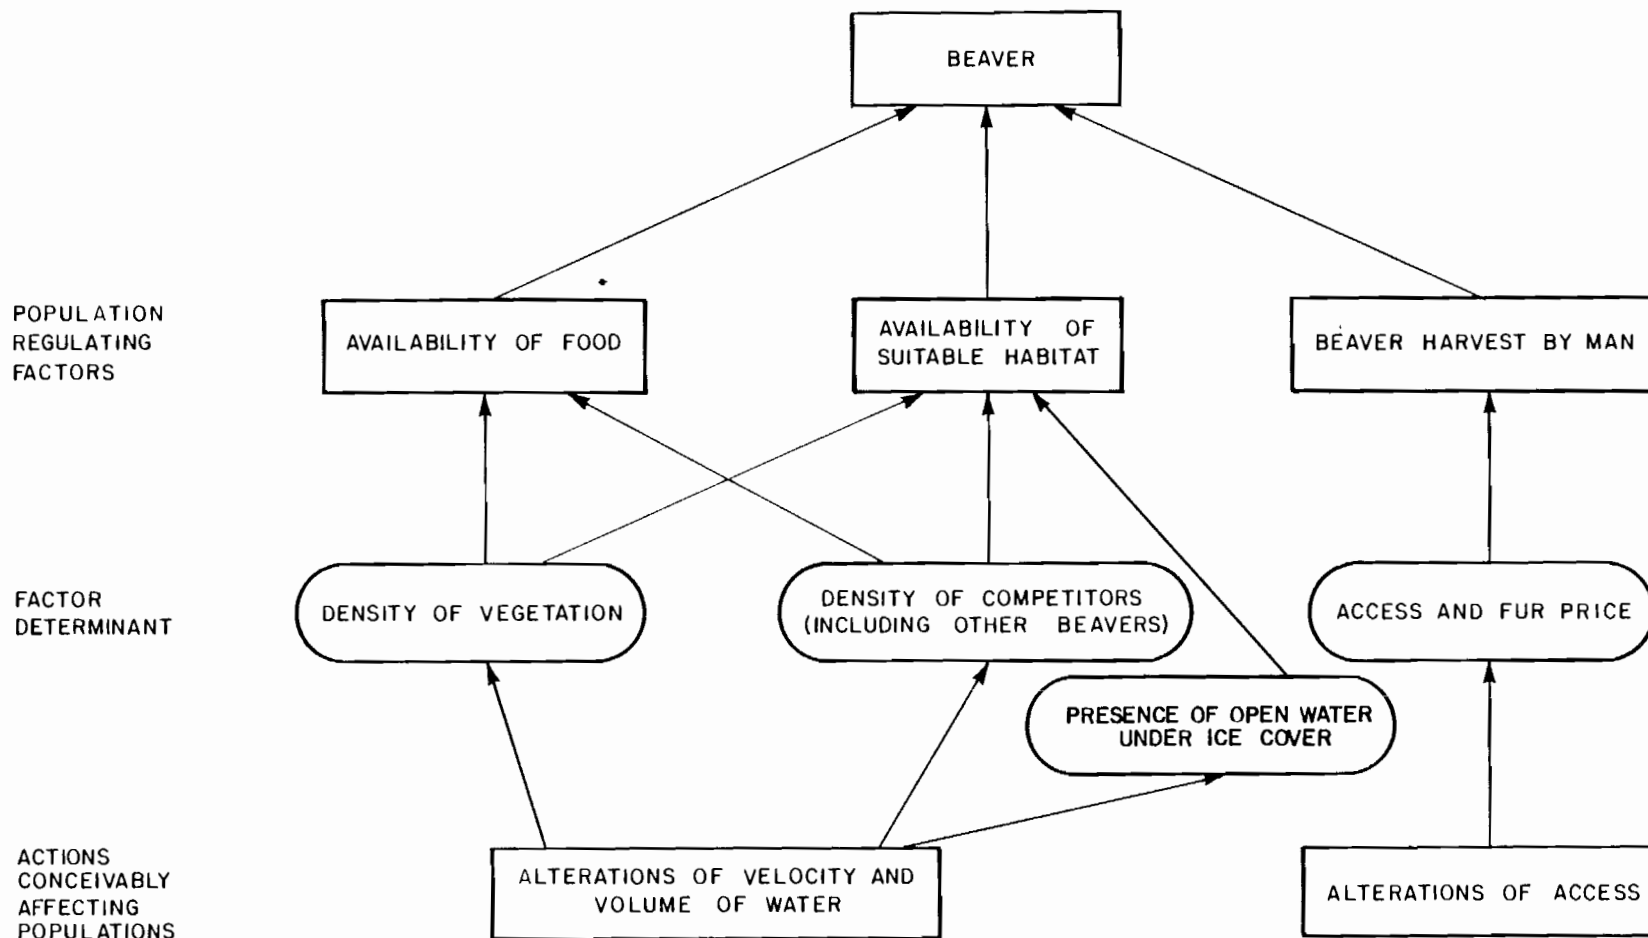 BEAVER
POPULATION
REGULATING
FACTORS
AVAILABILITY OF FOOD
AVAILABILITY OF
SUITABLE HABITAT
BEAVER HARVEST BY MAN
FACTOR
DETERMINANT
DENSITY OF VEGETATION
DENSITY OF COMPETITORS
(INCLUDING OTHER BEAVERS)
ACCESS AND FUR PRICE
PRESENCE OF OPEN WATER
UNDER ICE COVER
ACTIONS
CONCEIVABLY
AFFECTING
POPULATIONS
ALTERATIONS OF VELOCITY AND
VOLUME OF WATER
ALTERATIONS OF ACCESS